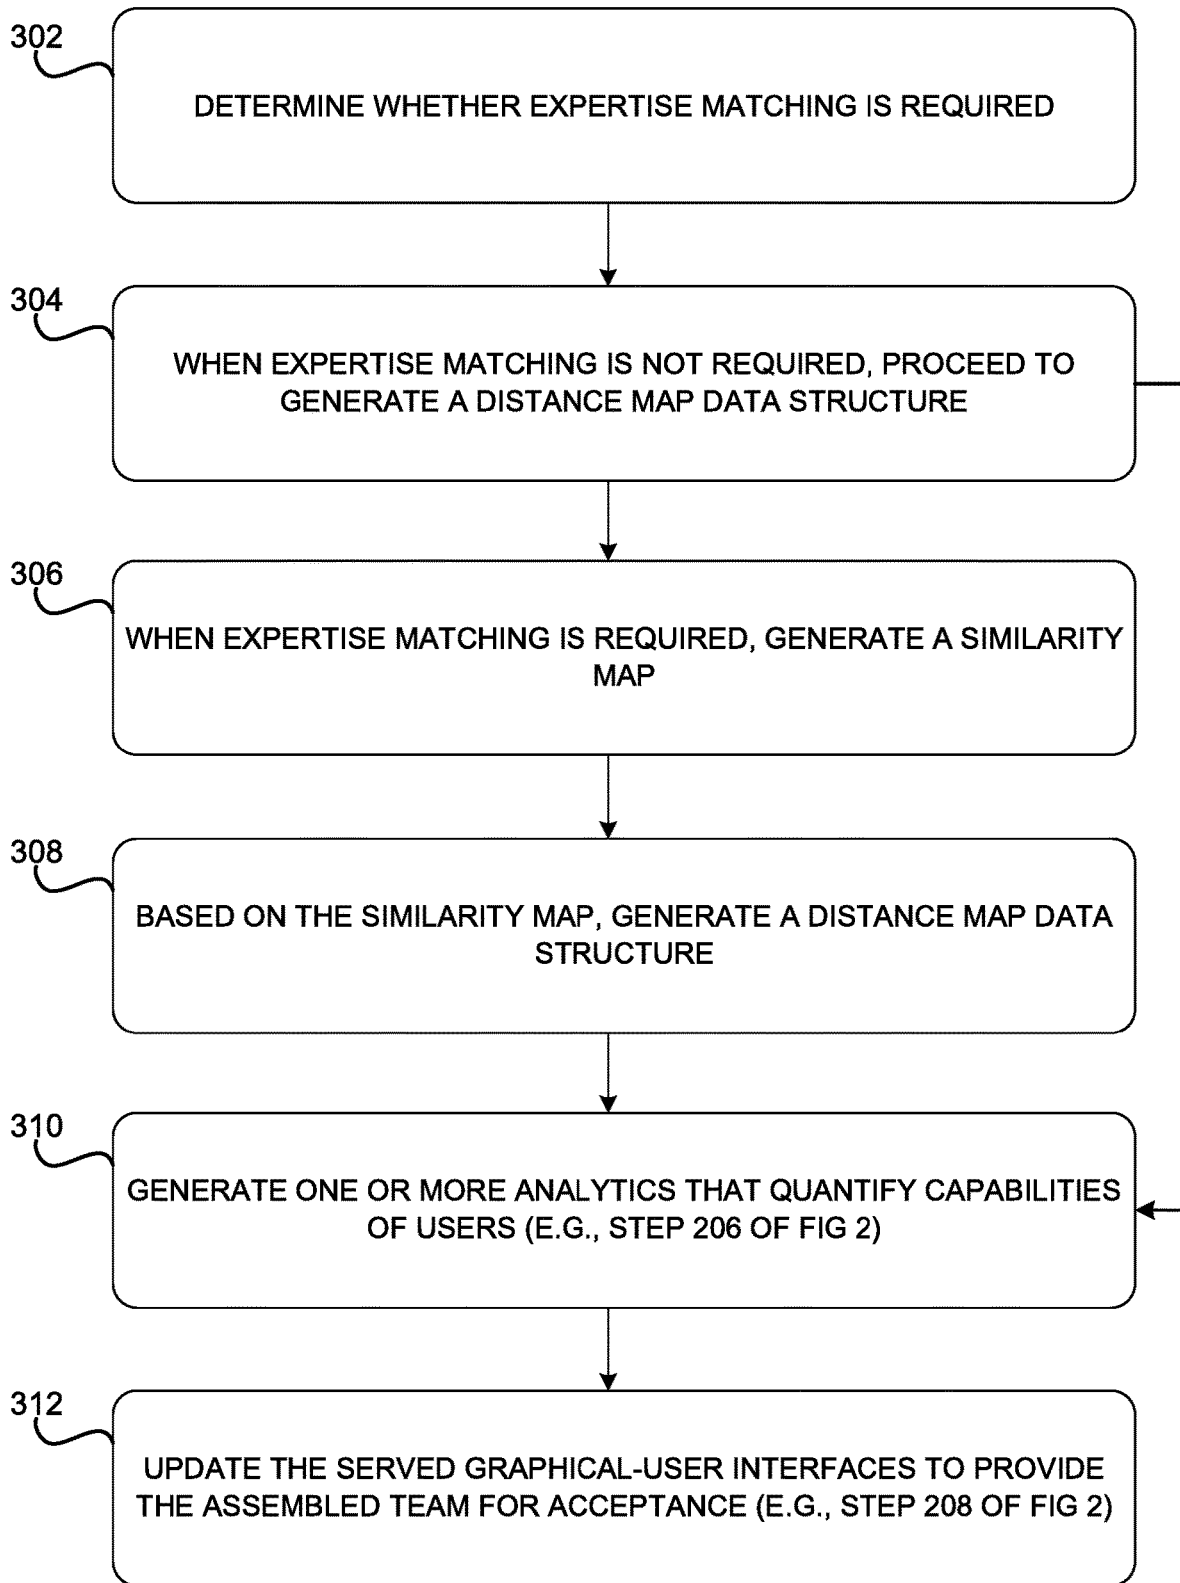 302
DETERMINE WHETHER EXPERTISE MATCHING IS REQUIRED
304
WHEN EXPERTISE MATCHING IS NOT REQUIRED, PROCEED TO
GENERATE A DISTANCE MAP DATA STRUCTURE
306
WHEN EXPERTISE MATCHING IS REQUIRED, GENERATE A SIMILARITY
MAP
308
BASED ON THE SIMILARITY MAP, GENERATE A DISTANCE MAP DATA
STRUCTURE
310
GENERATE ONE OR MORE ANALYTICS THAT QUANTIFY CAPABILITIES
OF USERS (E.G., STEP 206 OF FIG 2)
312
UPDATE THE SERVED GRAPHICAL-USER INTERFACES TO PROVIDE
THE ASSEMBLED TEAM FOR ACCEPTANCE (E.G., STEP 208 OF FIG 2)